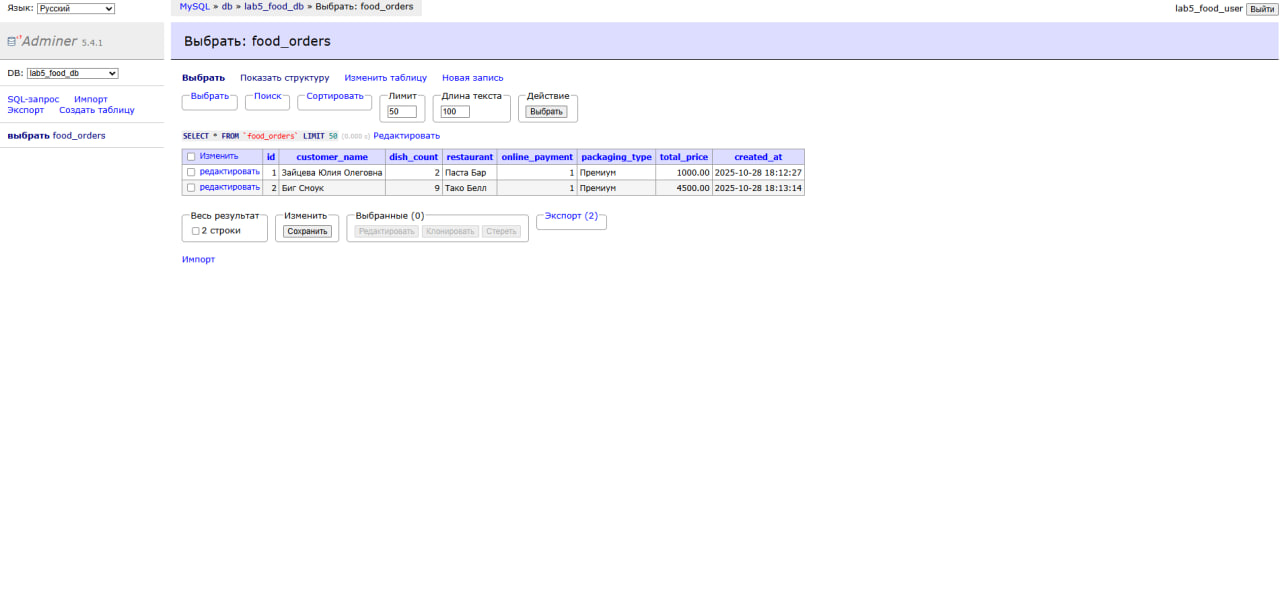 Язык: Русский
MySQL » db » lab5_food_db » Выбрать: food_orders
lab5_food_user Выйти
Adminer 5.4.1
Выбрать: food_orders
DB: lab5_food_db
SQL-запрос Импорт
Экспорт Создать таблицу
выбрать food_orders
Выбрать Показать структуру Изменить таблицу Новая запись
Выбрать Поиск Сортировать Лимит Длина текста Действие
50 100 Выбрать
SELECT * FROM `food_orders` LIMIT 50 (0.000 s) Редактировать
Изменить id customer_name dish_count restaurant online_payment packaging_type total_price created_at
редактировать 1 Зайцева Юлия Олеговна 2 Паста Бар 1 Премиум 1000.00 2025-10-28 18:12:27
редактировать 2 Биг Смоук 9 Тако Белл 1 Премиум 4500.00 2025-10-28 18:13:14
Весь результат Изменить Выбранные (0) Экспорт (2)
2 строки Сохранить Редактировать Клонировать Стереть
Импорт